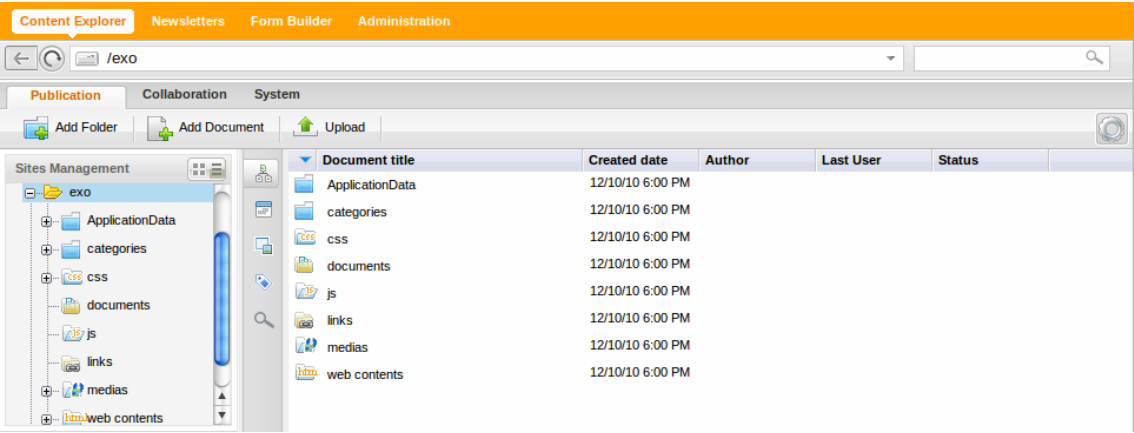 Content Explorer Newsletters Form Builder Administration
/exo
Publication Collaboration System
Add Folder Add Document Upload
Sites Management
exo
ApplicationData
categories
css
documents
js
links
medias
web contents
Document title Created date Author Last User Status
ApplicationData 12/10/10 6:00 PM
categories 12/10/10 6:00 PM
css 12/10/10 6:00 PM
documents 12/10/10 6:00 PM
js 12/10/10 6:00 PM
links 12/10/10 6:00 PM
medias 12/10/10 6:00 PM
web contents 12/10/10 6:00 PM